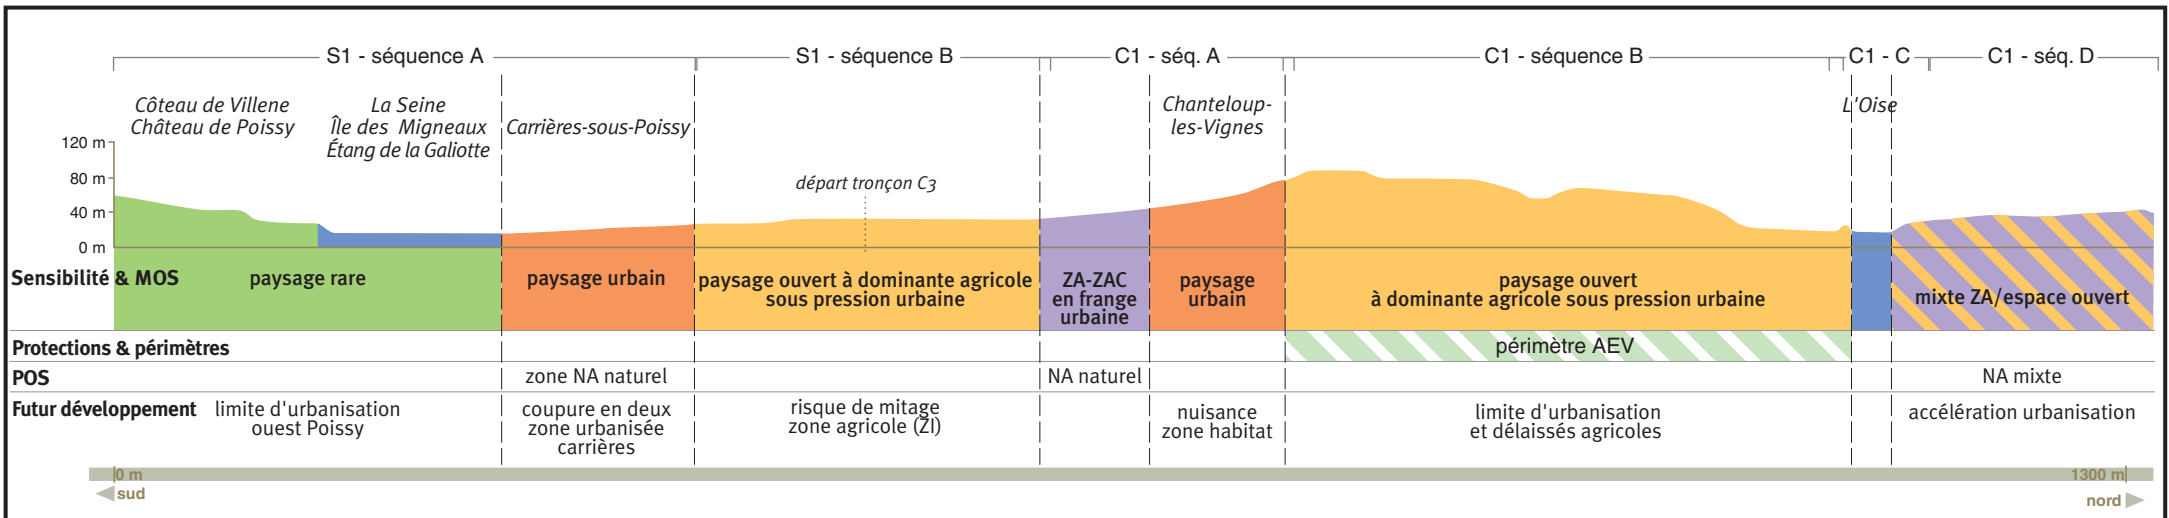 S1 - séquence A
S1 - séquence B
C1 - séq. A
C1 - séquence B
C1 - C
C1 - séq. D
Côteau de Villene
Château de Poissy
La Seine
Île des Migneaux
Étang de la Galiotte
Carrières-sous-Poissy
Chanteloup-
les-Vignes
L'Oise
départ tronçon C3
120 m
80 m
40 m
0 m
Sensibilité & MOS
paysage rare
paysage urbain
paysage ouvert à dominante agricole
sous pression urbaine
ZA-ZAC
en frange
urbaine
paysage
urbain
paysage ouvert
à dominante agricole sous pression urbaine
mixte ZA/espace ouvert
Protections & périmètres
périmètre AEV
POS
zone NA naturel
NA naturel
NA mixte
Futur développement
limite d'urbanisation
ouest Poissy
coupure en deux
zone urbanisée
carrières
risque de mitage
zone agricole (ZI)
nuisance
zone habitat
limite d'urbanisation
et délaissés agricoles
accélération urbanisation
0 m
1300 m
sud
nord